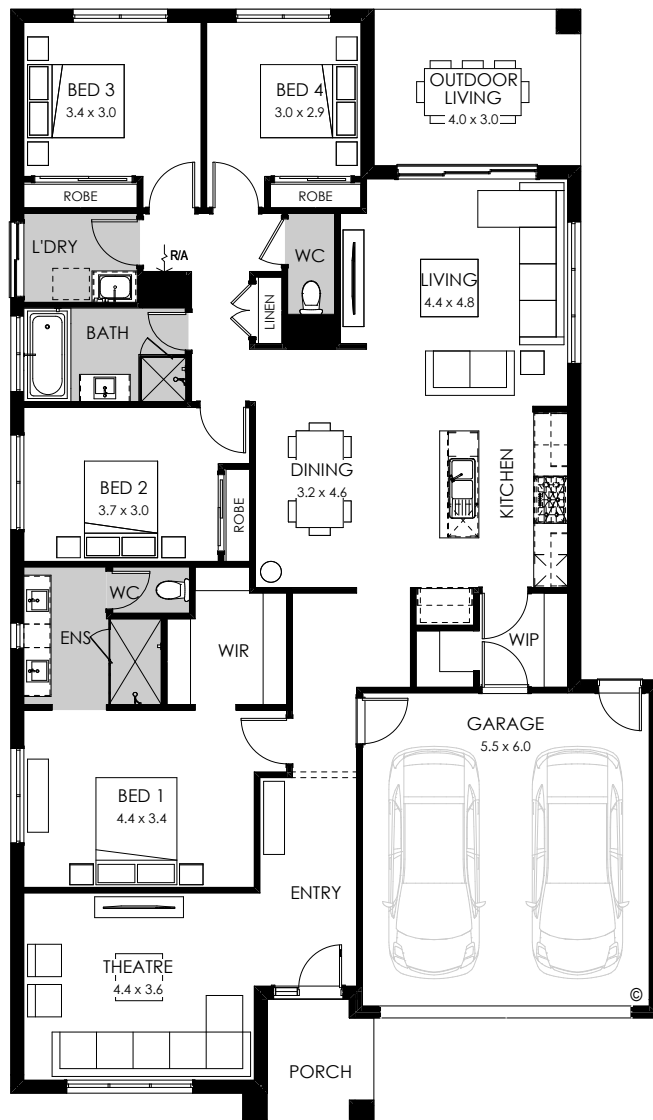 BED 3
3.4 x 3.0
BED 4
3.0 x 2.9
OUTDOOR
LIVING
4.0 x 3.0
ROBE
ROBE
L'DRY
R/A
WC
LINEN
LIVING
4.4 x 4.8
BATH
DINING
3.2 x 4.6
KITCHEN
BED 2
3.7 x 3.0
ROBE
WC
ENS
WIR
WIP
GARAGE
5.5 x 6.0
BED 1
4.4 x 3.4
ENTRY
THEATRE
4.4 x 3.6
©
PORCH